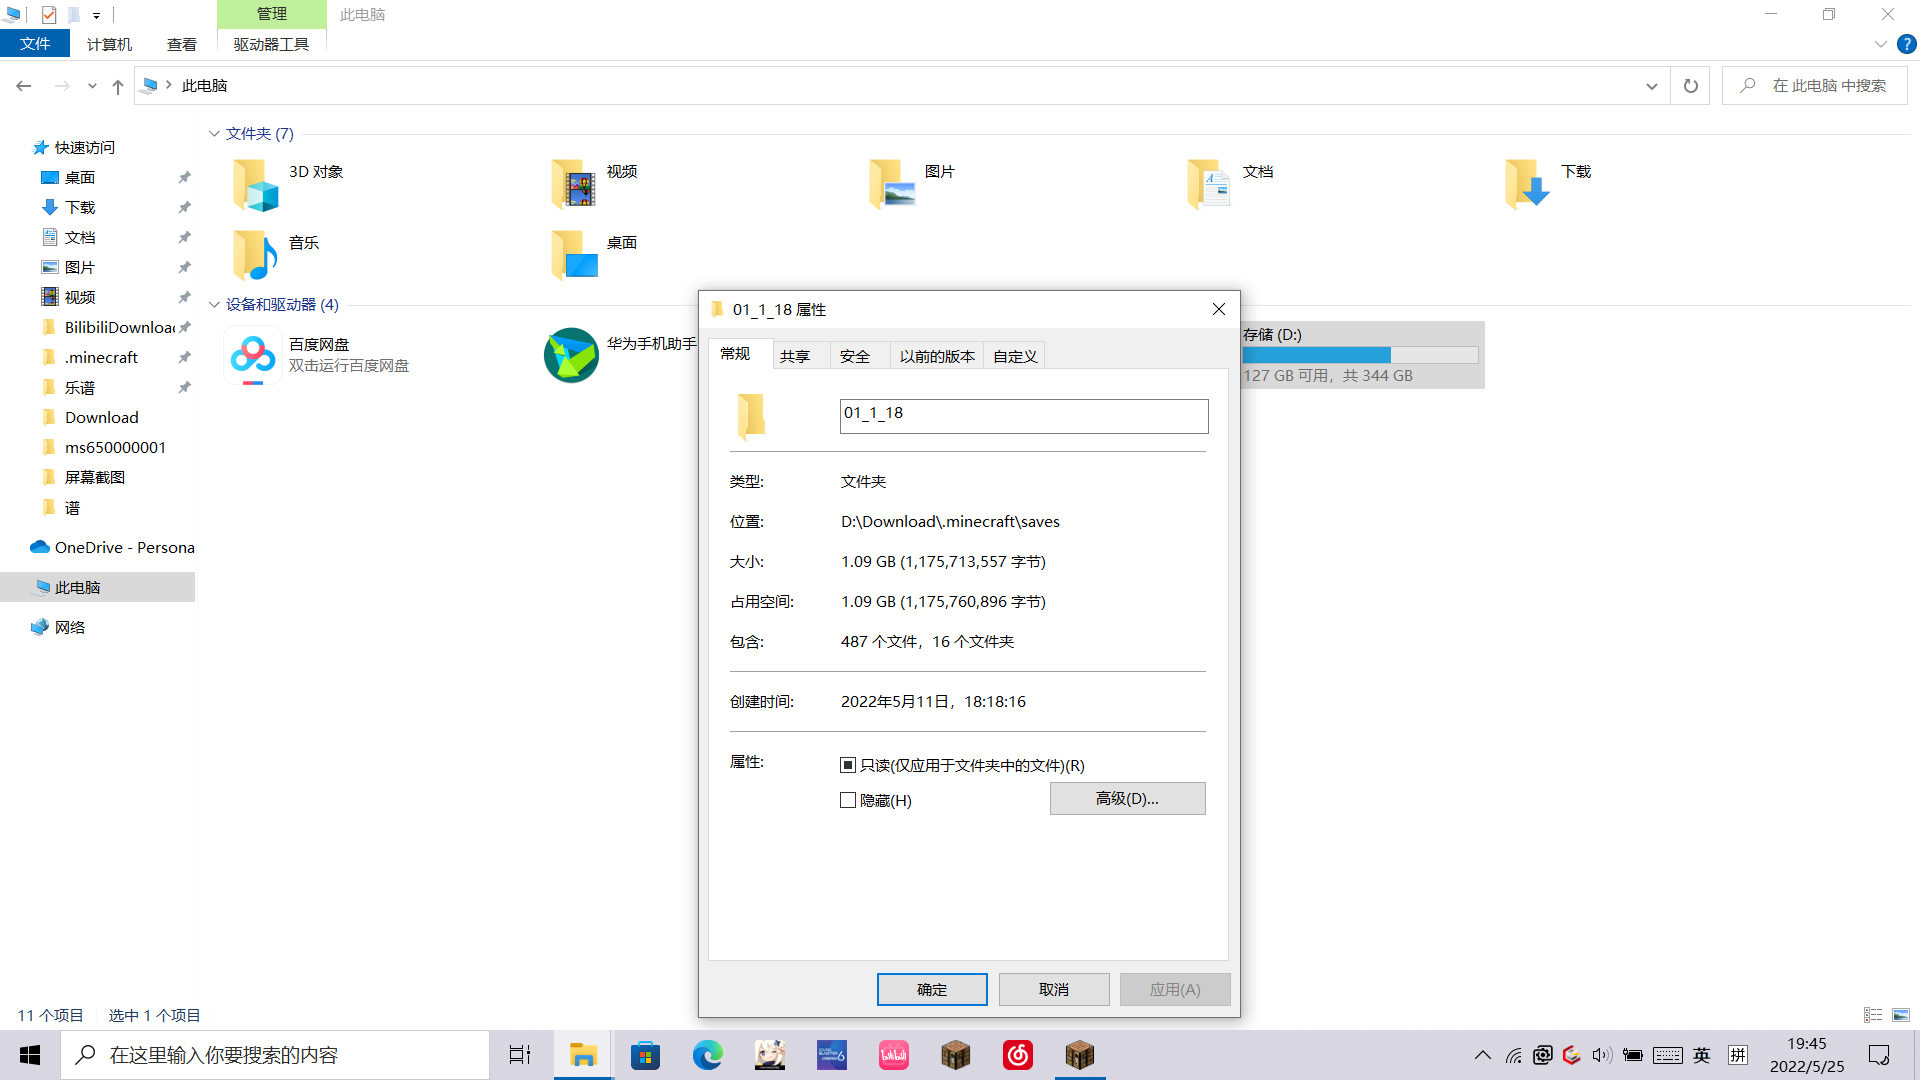 管理
此电脑
文件
计算机
查看
驱动器工具
此电脑
在 此电脑 中搜索
快速访问
桌面
下载
文档
图片
视频
BilibiliDownload
.minecraft
乐谱
Download
ms650000001
屏幕截图
谱
OneDrive - Persona
此电脑
网络
文件夹 (7)
3D 对象
视频
图片
文档
下载
音乐
桌面
设备和驱动器 (4)
百度网盘
双击运行百度网盘
华为手机助手
存储 (D:)
127 GB 可用，共 344 GB
01_1_18 属性
常规
共享
安全
以前的版本
自定义
01_1_18
类型:
文件夹
位置:
D:\Download\.minecraft\saves
大小:
1.09 GB (1,175,713,557 字节)
占用空间:
1.09 GB (1,175,760,896 字节)
包含:
487 个文件，16 个文件夹
创建时间:
2022年5月11日，18:18:16
属性:
只读(仅应用于文件夹中的文件)(R)
隐藏(H)
高级(D)...
确定
取消
应用(A)
11 个项目
选中 1 个项目
在这里输入你要搜索的内容
bilibili
英
拼
19:45
2022/5/25